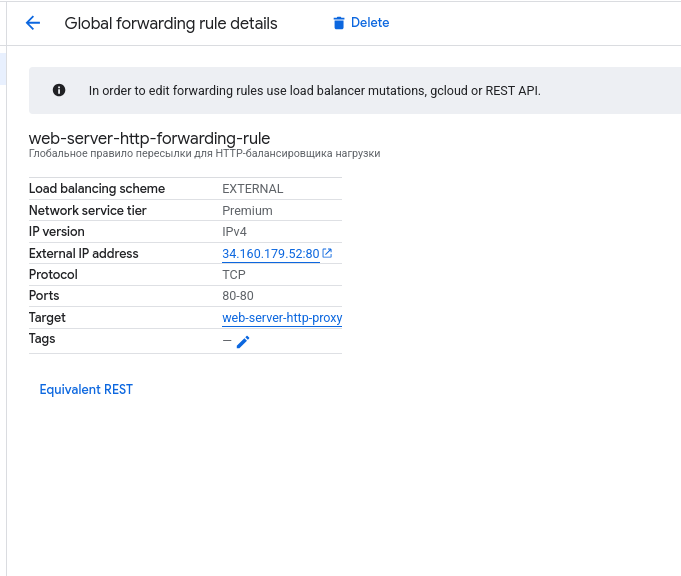 Global forwarding rule details
Delete
In order to edit forwarding rules use load balancer mutations, gcloud or REST API.
web-server-http-forwarding-rule
Глобальное правило пересылки для HTTP-балансировщика нагрузки
Load balancing scheme EXTERNAL
Network service tier Premium
IP version IPv4
External IP address 34.160.179.52:80
Protocol TCP
Ports 80-80
Target web-server-http-proxy
Tags —
Equivalent REST